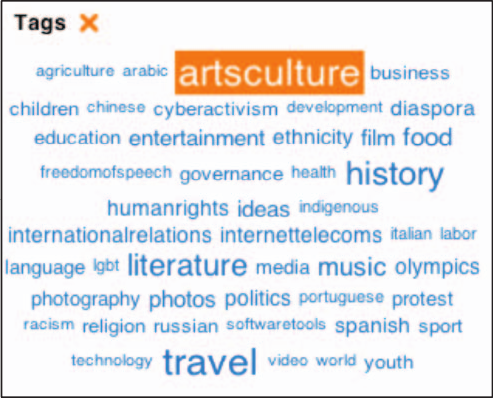 Tags ✕
agriculture arabic artsculture business
children chinese cyberactivism development diaspora
education entertainment ethnicity film food
freedomofspeech governance health history
humanrights ideas indigenous
internationalrelations internettelecoms italian labor
language lgbt literature media music olympics
photography photos politics portuguese protest
racism religion russian softwaretools spanish sport
technology travel video world youth